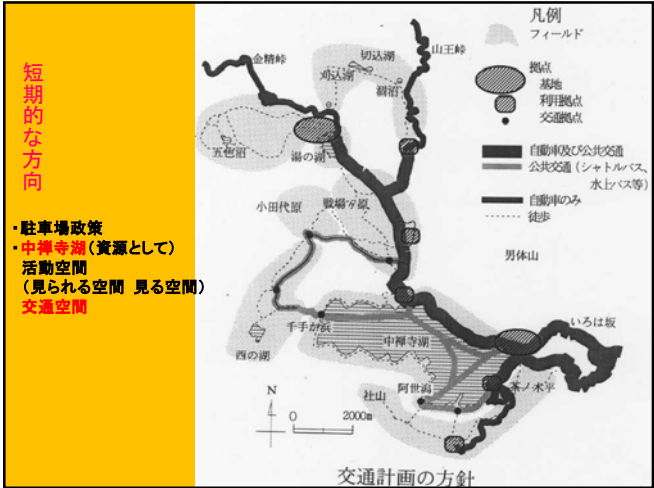 短期的な方向
・駐車場政策
・中禅寺湖(資源として)
活動空間
(見られる空間 見る空間)
交通空間
凡例
フィールド
拠点
基地
利用拠点
交通拠点
自動車及び公共交通
公共交通(シャトルバス、
水上バス等)
自動車のみ
徒歩
金精峠
切込湖
山王峠
刈込湖
涸沼
五色沼
湯の湖
小田代原
戦場ヶ原
男体山
千手が浜
中禅寺湖
いろは坂
西の湖
阿世潟
茶ノ木平
社山
N
0 2000m
交通計画の方針